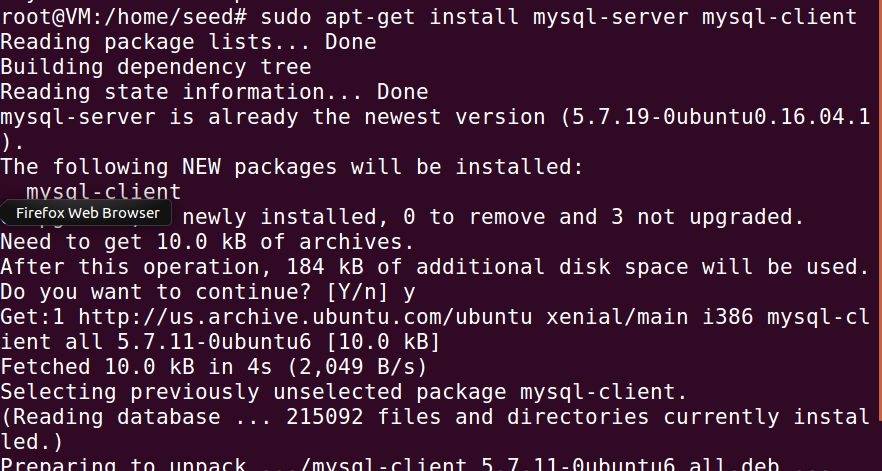 root@VM:/home/seed# sudo apt-get install mysql-server mysql-client
Reading package lists... Done
Building dependency tree
Reading state information... Done
mysql-server is already the newest version (5.7.19-0ubuntu0.16.04.1
).
The following NEW packages will be installed:
mysql-client
Firefox Web Browser
newly installed, 0 to remove and 3 not upgraded.
Need to get 10.0 kB of archives.
After this operation, 184 kB of additional disk space will be used.
Do you want to continue? [Y/n] y
Get:1 http://us.archive.ubuntu.com/ubuntu xenial/main i386 mysql-cl
ient all 5.7.11-0ubuntu6 [10.0 kB]
Fetched 10.0 kB in 4s (2,049 B/s)
Selecting previously unselected package mysql-client.
(Reading database ... 215092 files and directories currently instal
led.)
Preparing to unpack .../mysql-client_5.7.11-0ubuntu6_all.deb